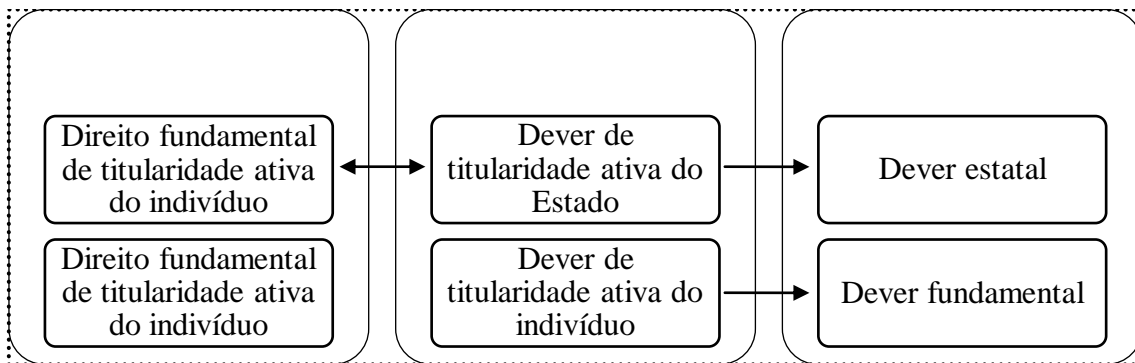 Direito fundamental
de titularidade ativa
do indivíduo
Dever de
titularidade ativa do
Estado
Dever estatal
Direito fundamental
de titularidade ativa
do indivíduo
Dever de
titularidade ativa do
indivíduo
Dever fundamental